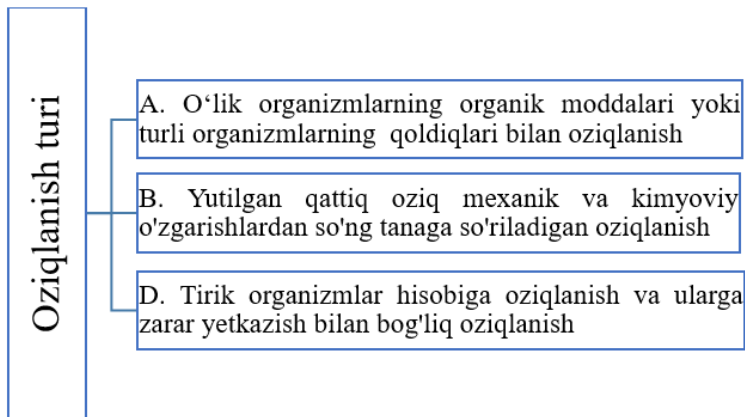 Oziqlanish turi
A. O‘lik organizmlarning organik moddalari yoki
turli organizmlarning qoldiqlari bilan oziqlanish
B. Yutilgan qattiq oziq mexanik va kimyoviy
o'zgarishlardan so'ng tanaga so'riladigan oziqlanish
D. Tirik organizmlar hisobiga oziqlanish va ularga
zarar yetkazish bilan bog'liq oziqlanish